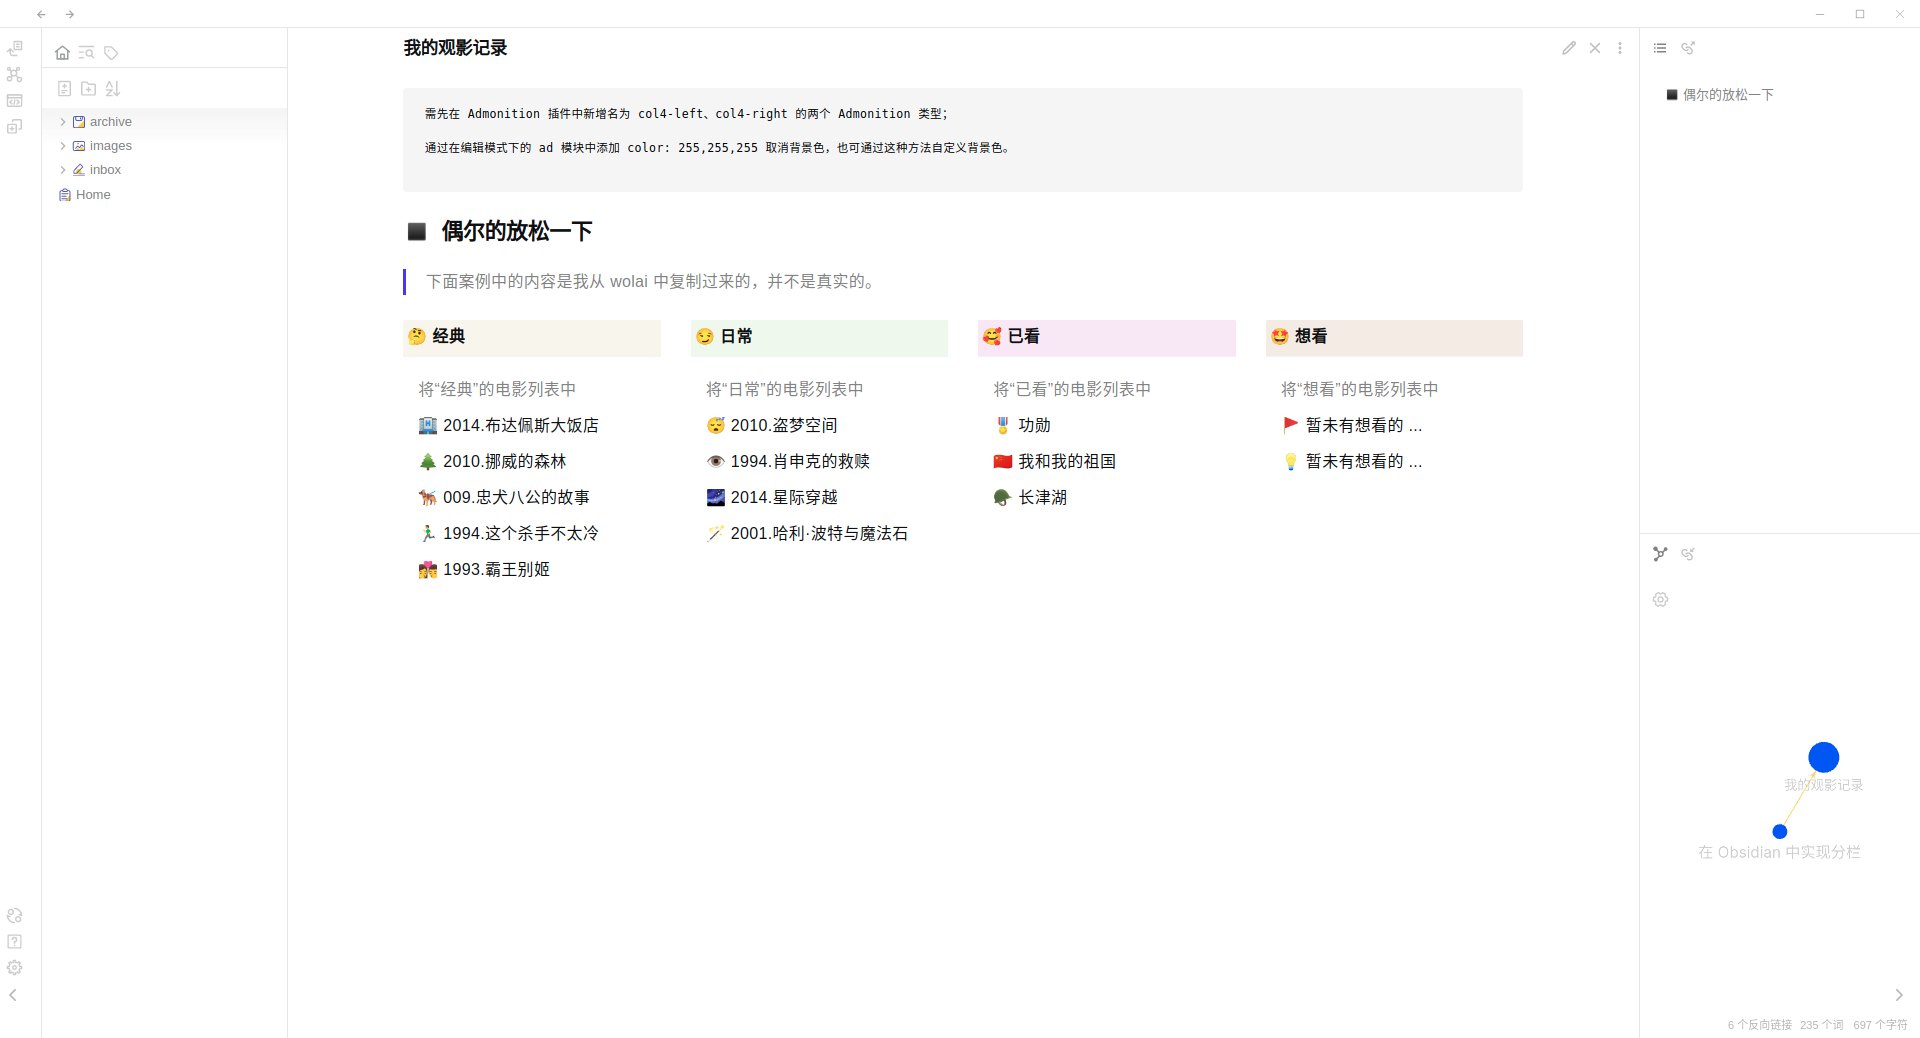 我的观影记录
archive
images
inbox
Home
需先在 Admonition 插件中新增名为 col4-left、col4-right 的两个 Admonition 类型；
通过在编辑模式下的 ad 模块中添加 color: 255,255,255 取消背景色，也可通过这种方法自定义背景色。
偶尔的放松一下
下面案例中的内容是我从 wolai 中复制过来的，并不是真实的。
🤔 经典
将“经典”的电影列表中
🏨 2014.布达佩斯大饭店
🌲 2010.挪威的森林
🐕‍🦺 009.忠犬八公的故事
🏃‍♂️ 1994.这个杀手不太冷
👩‍❤️‍💋‍👨 1993.霸王别姬
😏 日常
将“日常”的电影列表中
😴 2010.盗梦空间
👁️ 1994.肖申克的救赎
🌌 2014.星际穿越
🪄 2001.哈利·波特与魔法石
🥰 已看
将“已看”的电影列表中
🎖️ 功勋
🇨🇳 我和我的祖国
🪖 长津湖
🤩 想看
将“想看”的电影列表中
🚩 暂未有想看的 ...
💡 暂未有想看的 ...
偶尔的放松一下
我的观影记录
在 Obsidian 中实现分栏
6 个反向链接 235 个词 697 个字符